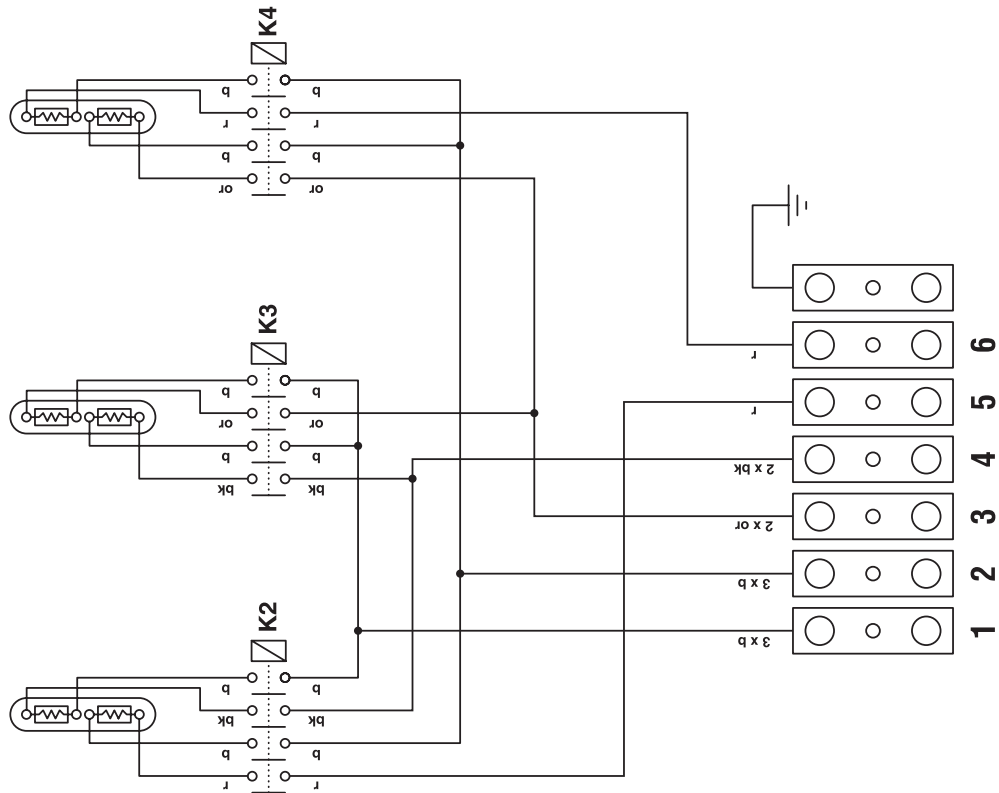 K4
b b
r r
b b
or or
K3
b b
or or
b b
bk bk
K2
b b
bk bk
b b
r r
r 6
r 5
2 x bk 4
2 x or 3
3 x b 2
3 x b 1